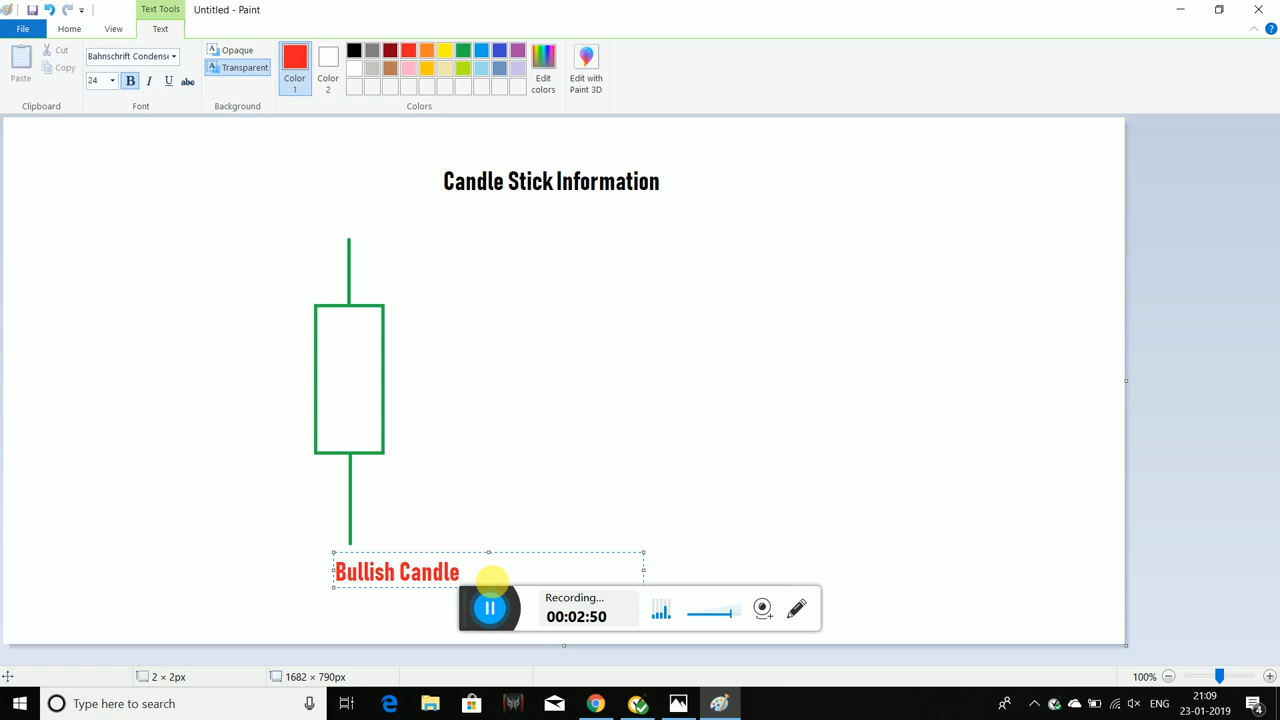 Text Tools
Untitled - Paint
File
Home
View
Text
Paste
Cut
Copy
Clipboard
Bahnschrift Condense
24
B
I
U
abc
Font
Opaque
Transparent
Background
Color 1
Color 2
Colors
Edit colors
Edit with Paint 3D
Candle Stick Information
Bullish Candle
Recording...
00:02:50
2 × 2px
1682 × 790px
100%
Type here to search
ENG
21:09
23-01-2019
4